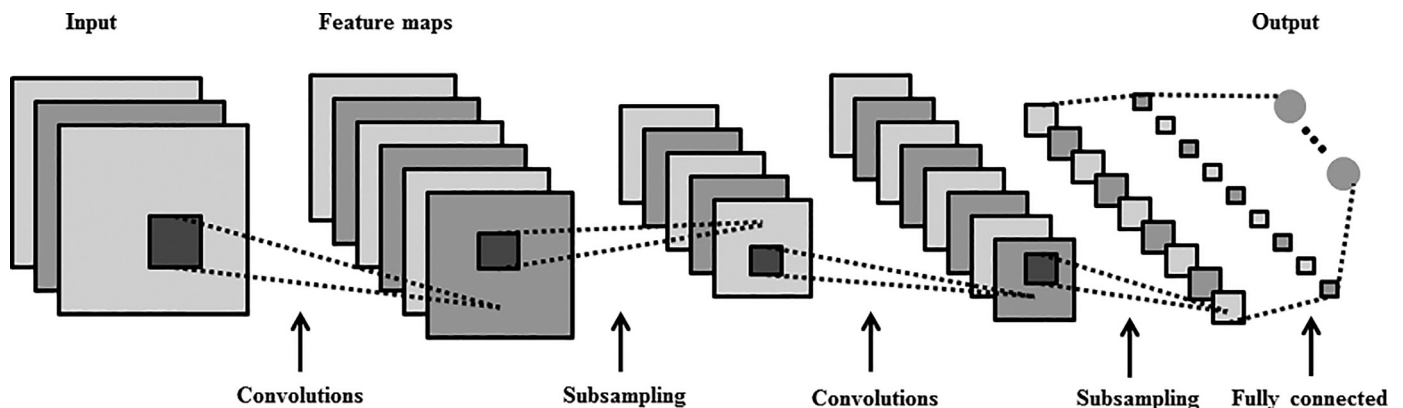 Input
Feature maps
Output
Convolutions
Subsampling
Convolutions
Subsampling
Fully connected